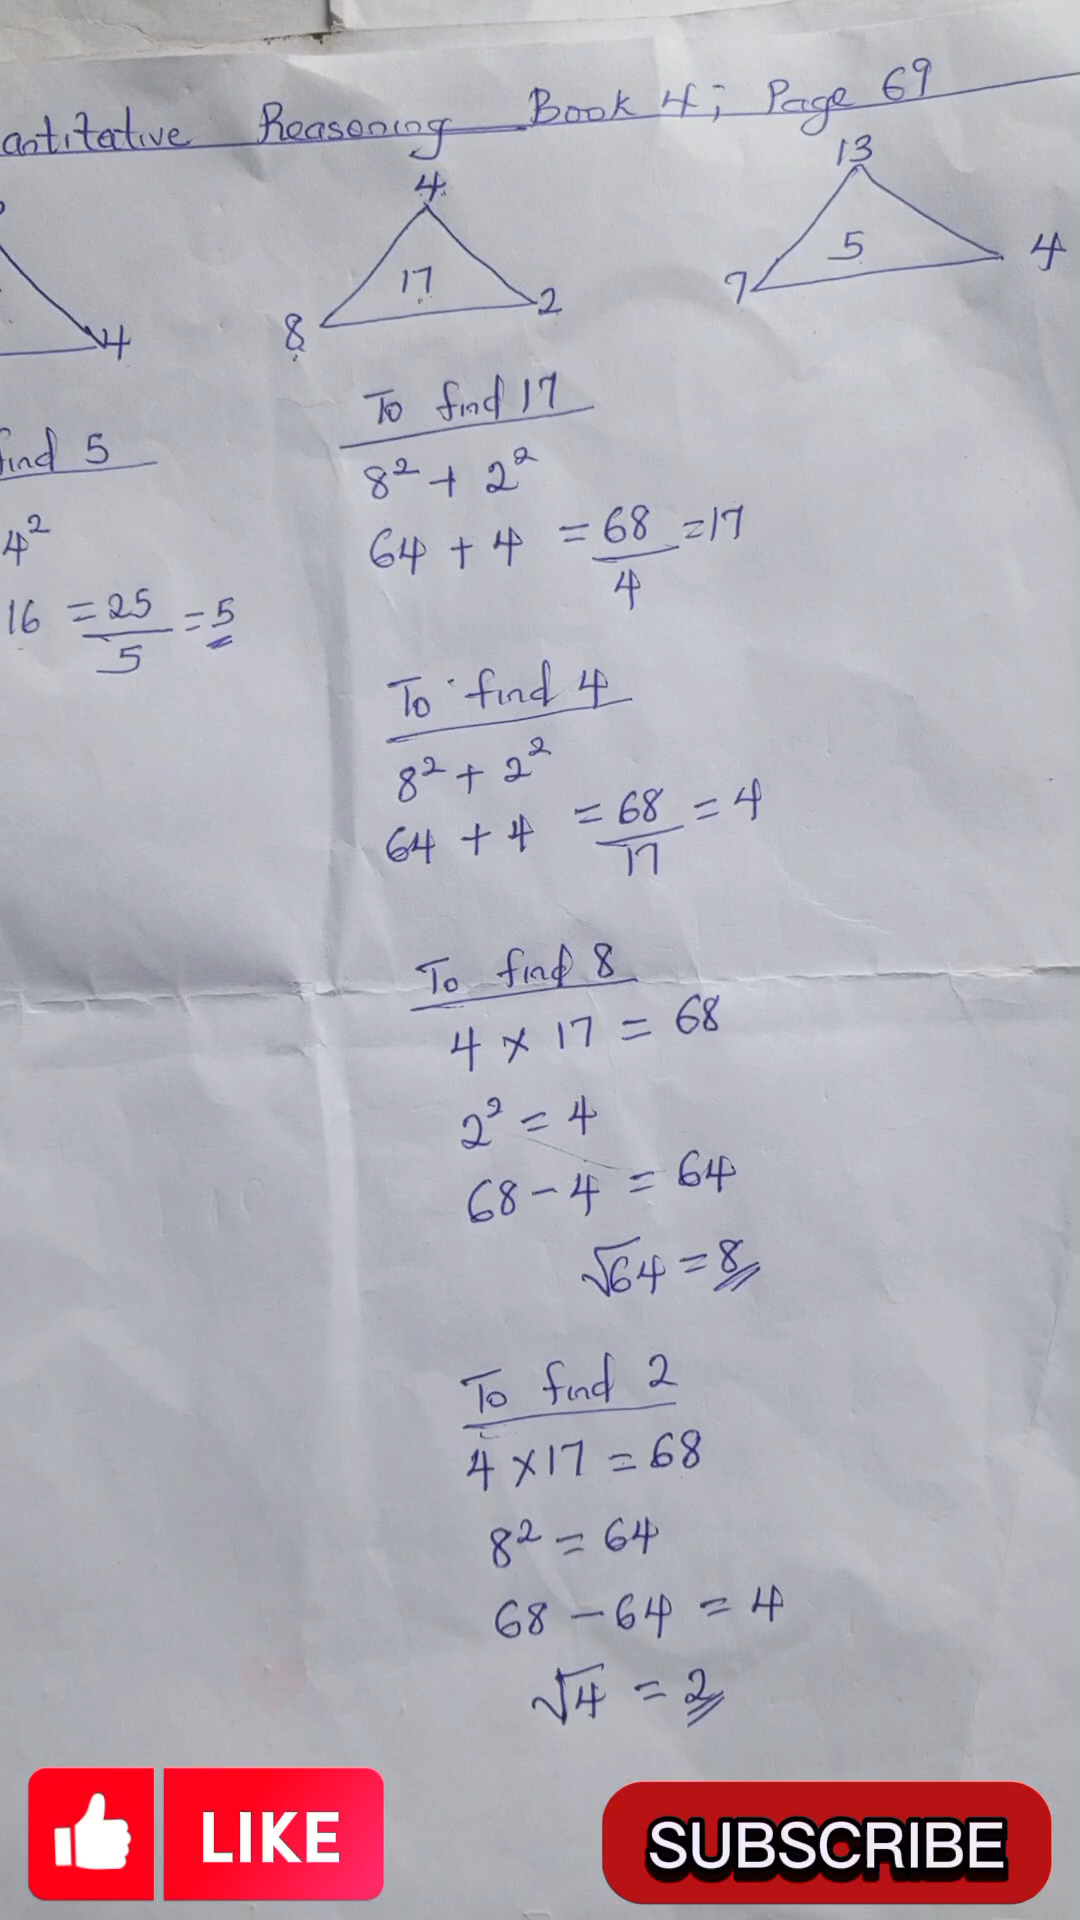 antitative Reasoning Book 4; Page 69
4
17
8
2
13
5
7
4
4
find 5
4²
16 = 25/5 = 5
To find 17
8² + 2²
64 + 4 = 68/4 = 17
To find 4
8² + 2²
64 + 4 = 68/17 = 4
To find 8
4 × 17 = 68
2² = 4
68 - 4 = 64
√64 = 8
To find 2
4 × 17 = 68
8² = 64
68 - 64 = 4
√4 = 2
LIKE
SUBSCRIBE